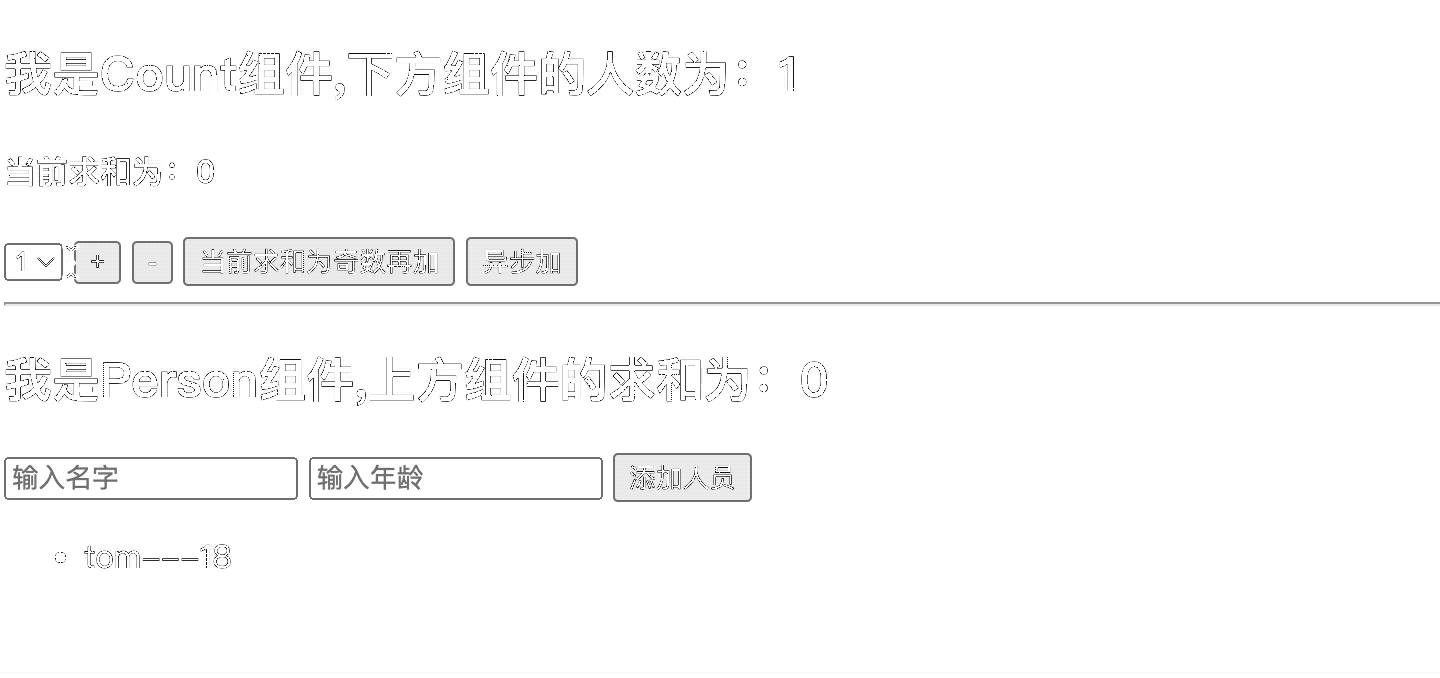 我是Count组件,下方组件的人数为：1
当前求和为：0
1 + - 当前求和为奇数再加 异步加
我是Person组件,上方组件的求和为：0
输入名字 输入年龄 添加人员
tom---18